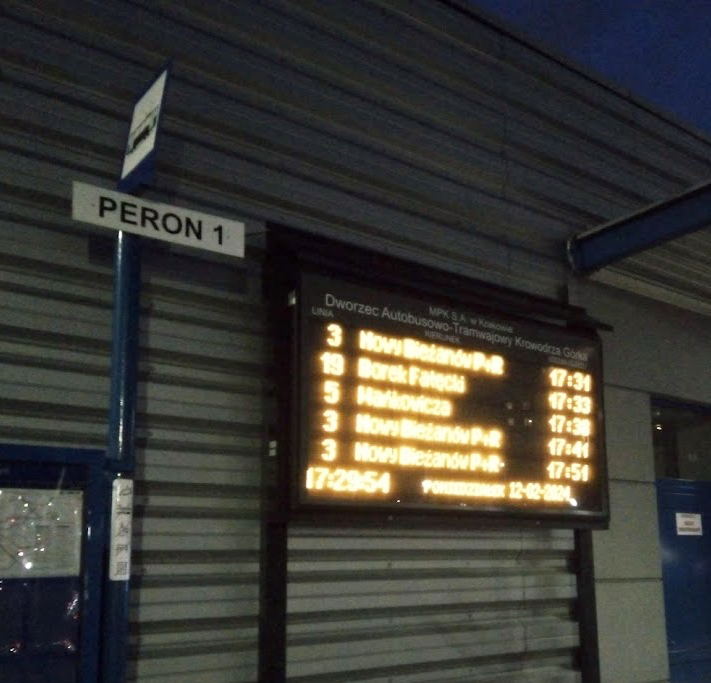 PERON 1
MPK S.A. w Krakowie
Dworzec Autobusowo-Tramwajowy Krowodrza Górka
LINIA KIERUNEK
3 Nowy Bieżanów P+R 17:31
19 Borek Fałęcki 17:33
5 17:38
3 Nowy Bieżanów P+R 17:41
3 Nowy Bieżanów P+R 17:51
17:29:54 Poniedziałek 12-02-2024